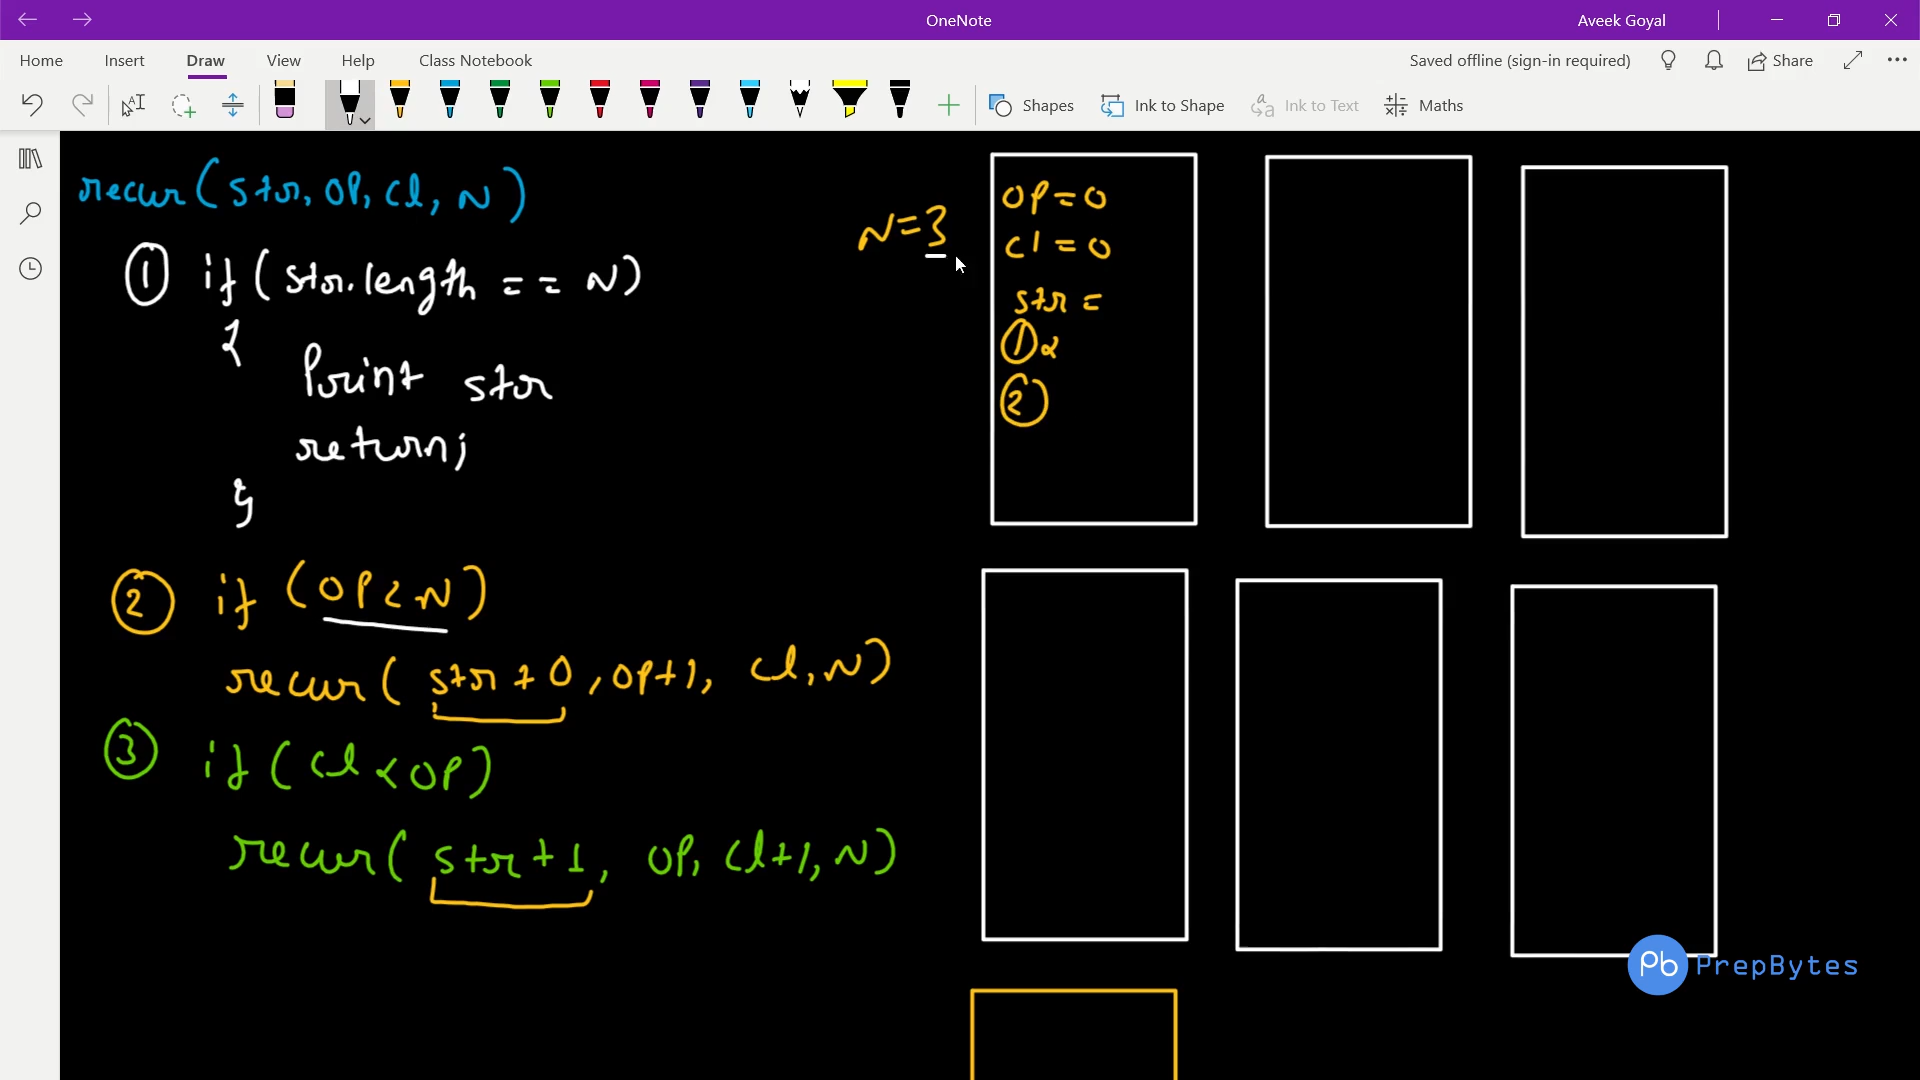 OneNote
Aveek Goyal
Home Insert Draw View Help Class Notebook
Saved offline (sign-in required) Share
Shapes Ink to Shape Ink to Text Maths
recur(str, OP, Cl, N)
① if (str.length == N)
{
Print str
return;
}
② if (OP < N)
recur( str + 0, op+1, Cl, N)
③ if (Cl < OP)
recur( str + 1, OP, Cl+1, N)
N=3
OP = 0
Cl = 0
str =
①
②
Pb PrepBytes